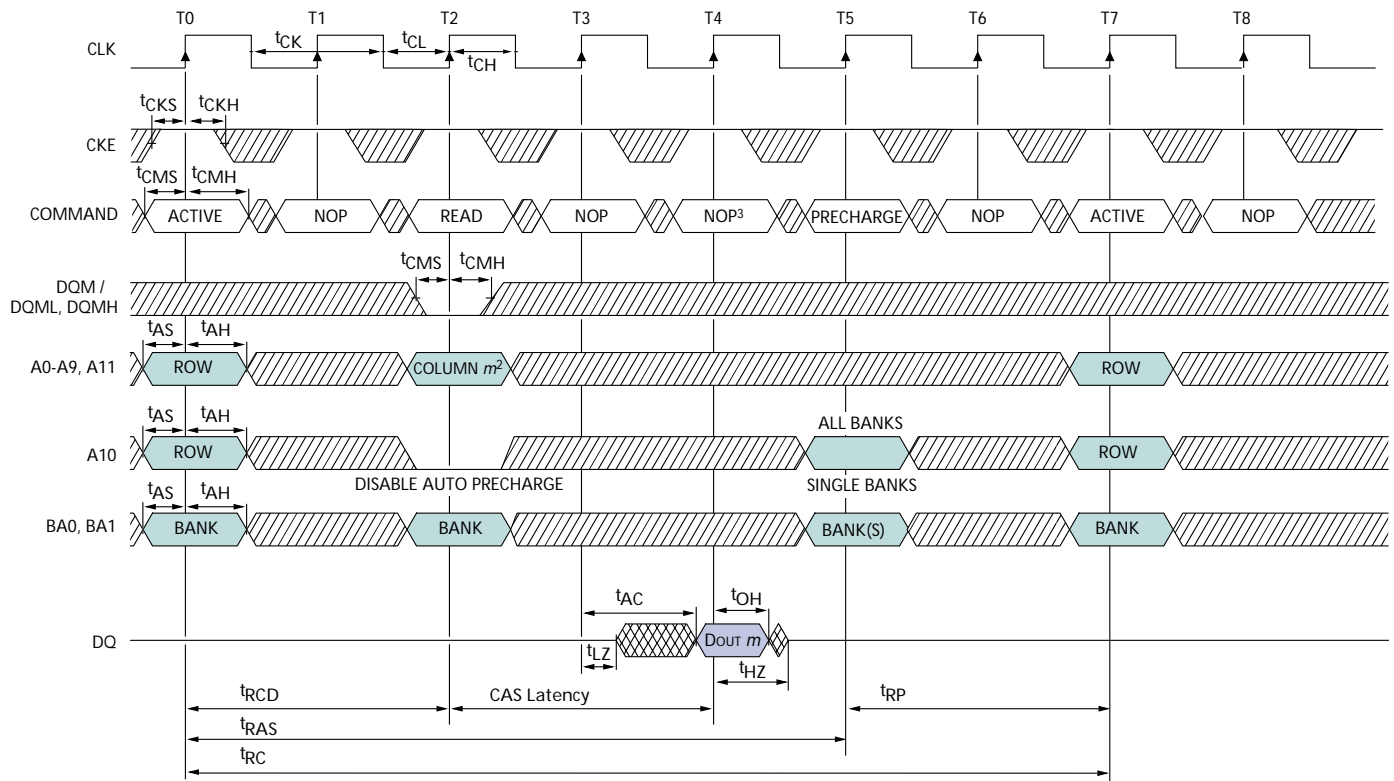 T0 T1 T2 T3 T4 T5 T6 T7 T8
CLK
tCK tCL
tCH
tCKS tCKH
CKE
tCMS tCMH
COMMAND ACTIVE NOP READ NOP NOP3 PRECHARGE NOP ACTIVE NOP
tCMS tCMH
DQM /
DQML, DQMH
tAS tAH
A0-A9, A11 ROW COLUMN m2 ROW
tAS tAH ALL BANKS
A10 ROW ROW
DISABLE AUTO PRECHARGE SINGLE BANKS
tAS tAH
BA0, BA1 BANK BANK BANK(S) BANK
tAC tOH
DQ DOUT m
tLZ tHZ
tRCD CAS Latency tRP
tRAS
tRC